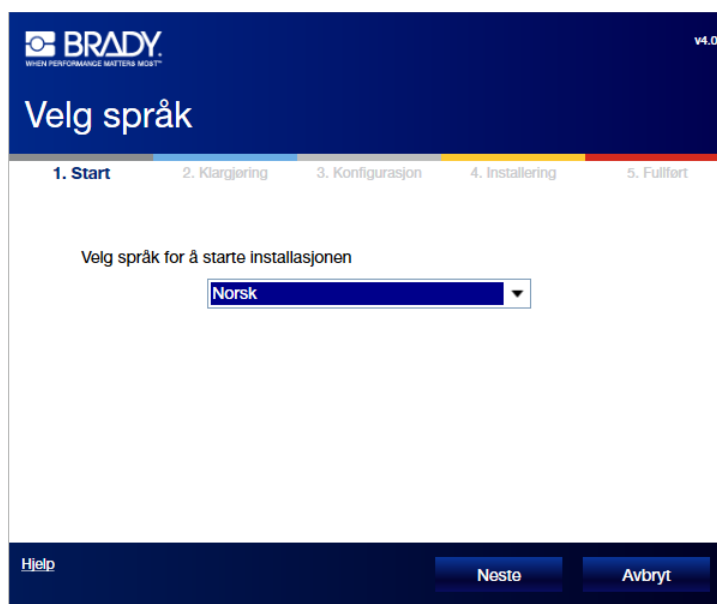 BRADY.
WHEN PERFORMANCE MATTERS MOST™
v4.0
Velg språk
1. Start
2. Klargjøring
3. Konfigurasjon
4. Installering
5. Fullført
Velg språk for å starte installasjonen
Norsk
Hjelp
Neste
Avbryt